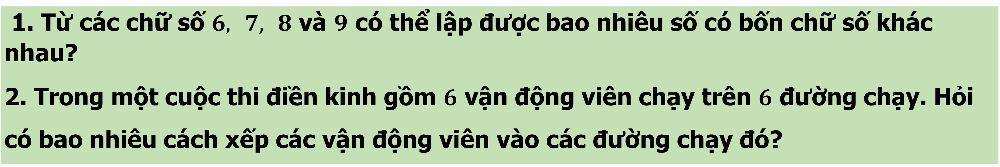 1. Từ các chữ số 6, 7, 8 và 9 có thể lập được bao nhiêu số có bốn chữ số khác
nhau?
2. Trong một cuộc thi điền kinh gồm 6 vận động viên chạy trên 6 đường chạy. Hỏi
có bao nhiêu cách xếp các vận động viên vào các đường chạy đó?